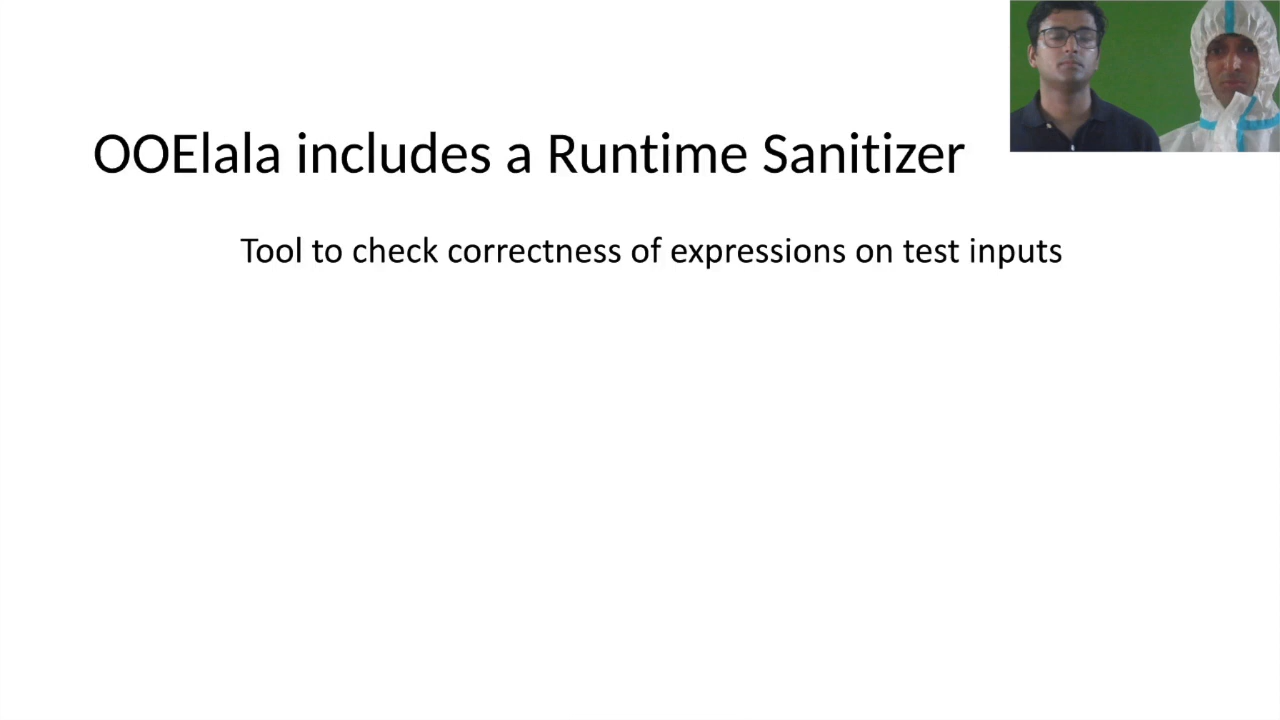 OOElala includes a Runtime Sanitizer
Tool to check correctness of expressions on test inputs